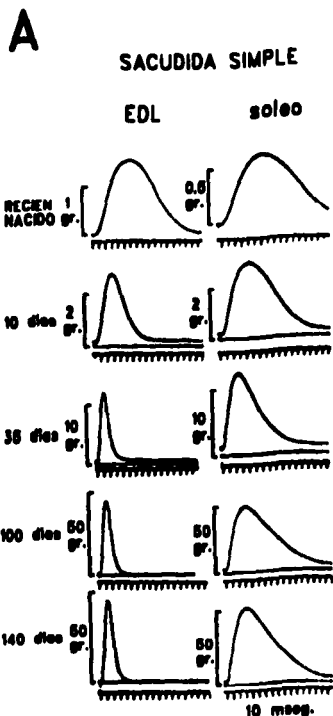 A
SACUDIDA SIMPLE
EDL soleo
RECIEN NACIDO 1 gr. 0.5 gr.
10 dias 2 gr. 2 gr.
35 dias 10 gr. 10 gr.
100 dias 50 gr. 50 gr.
140 dias 50 gr. 50 gr.
10 mseg.